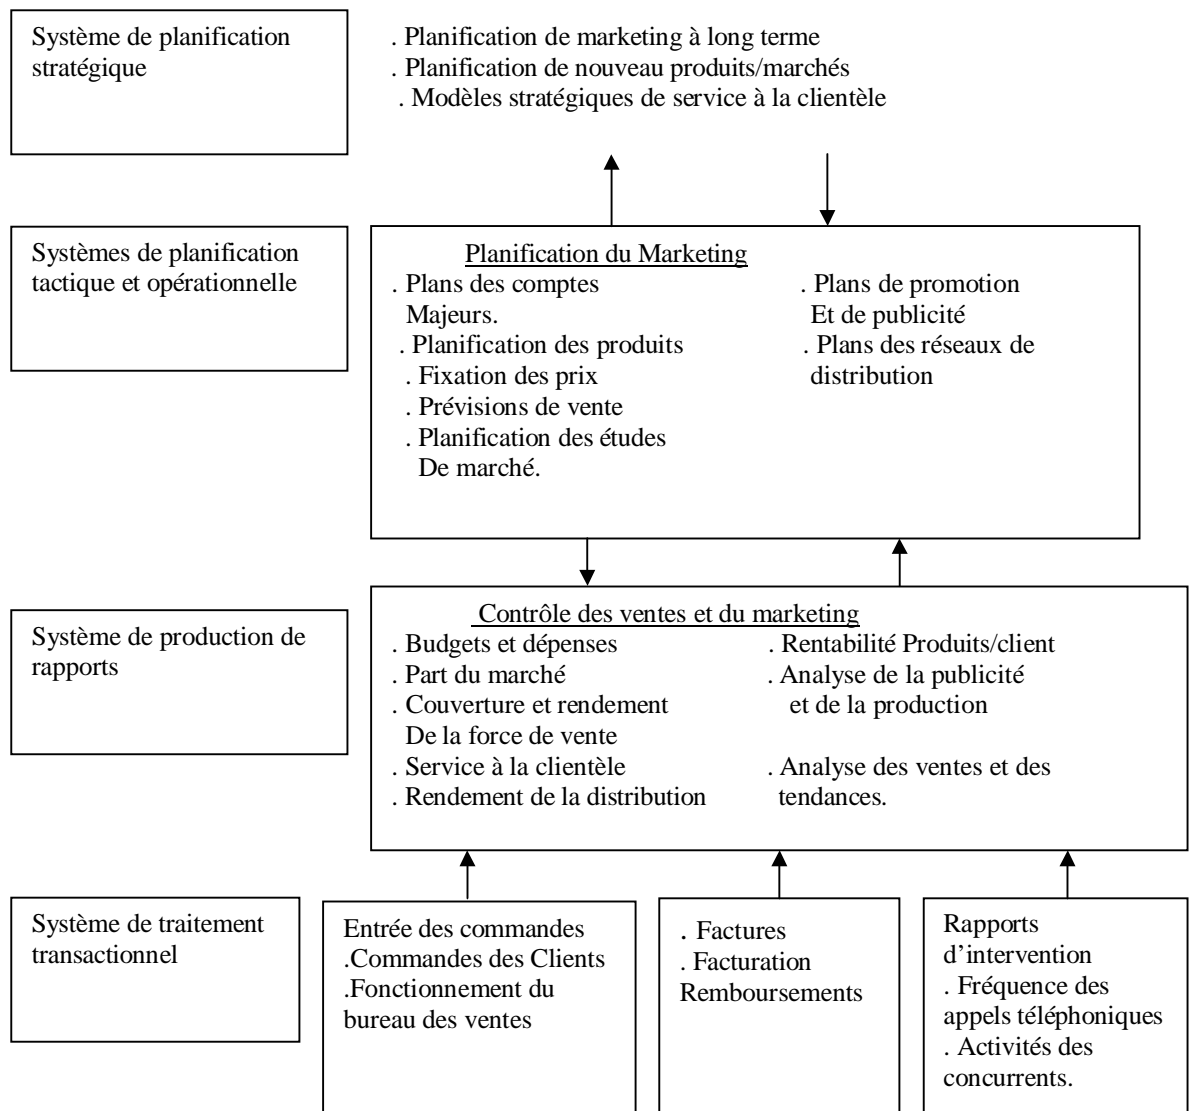 Système de planification
stratégique
. Planification de marketing à long terme
. Planification de nouveau produits/marchés
. Modèles stratégiques de service à la clientèle
Systèmes de planification
tactique et opérationnelle
Planification du Marketing
. Plans des comptes
Majeurs.
. Planification des produits
. Fixation des prix
. Prévisions de vente
. Planification des études
De marché.
. Plans de promotion
Et de publicité
. Plans des réseaux de
distribution
Système de production de
rapports
Contrôle des ventes et du marketing
. Budgets et dépenses
. Part du marché
. Couverture et rendement
De la force de vente
. Service à la clientèle
. Rendement de la distribution
. Rentabilité Produits/client
. Analyse de la publicité
et de la production
. Analyse des ventes et des
tendances.
Système de traitement
transactionnel
Entrée des commandes
.Commandes des Clients
.Fonctionnement du
bureau des ventes
. Factures
. Facturation
Remboursements
Rapports
d’intervention
. Fréquence des
appels téléphoniques
. Activités des
concurrents.